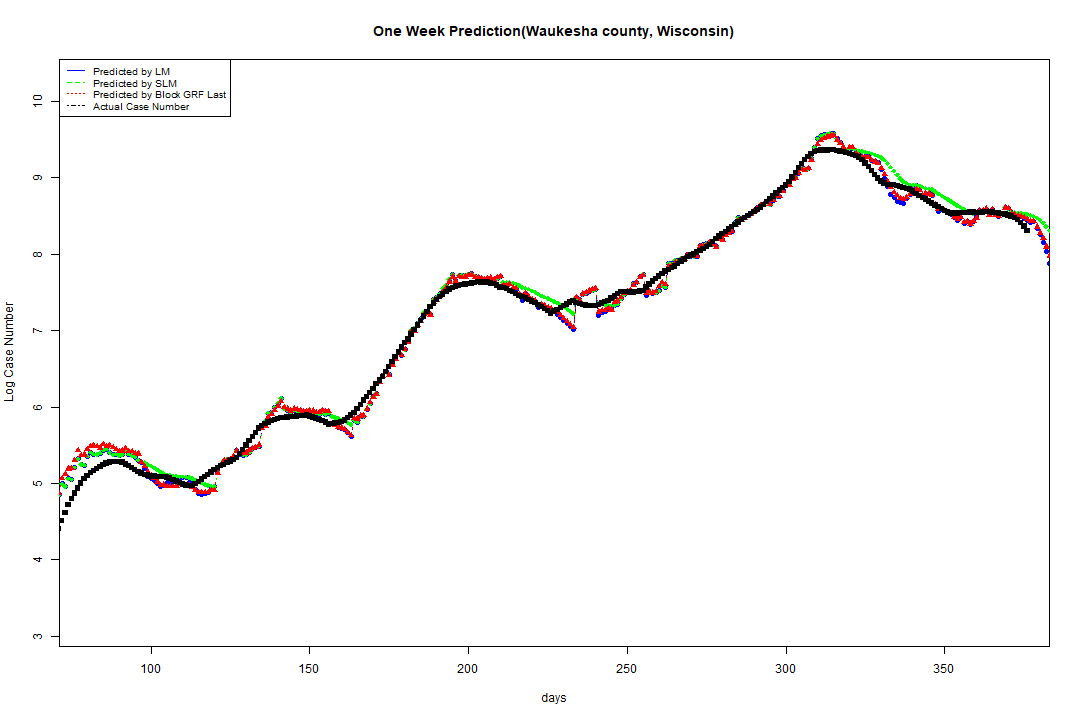 One Week Prediction(Waukesha county, Wisconsin)
Predicted by LM
Predicted by SLM
Predicted by Block GRF Last
Actual Case Number
10
9
8
7
6
5
4
3
Log Case Number
100 150 200 250 300 350
days